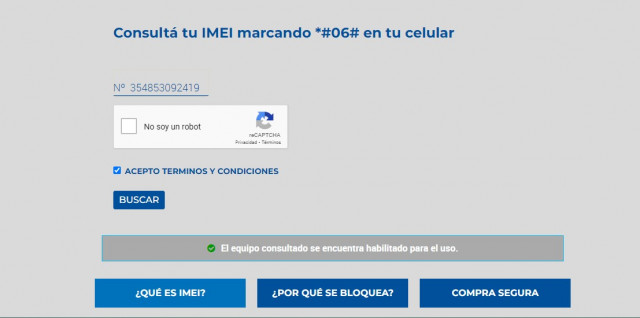 Consultá tu IMEI marcando *#06# en tu celular
Nº 354853092419
No soy un robot
reCAPTCHA
Privacidad • Términos
ACEPTO TERMINOS Y CONDICIONES
BUSCAR
El equipo consultado se encuentra habilitado para el uso.
¿QUÉ ES IMEI?
¿POR QUÉ SE BLOQUEA?
COMPRA SEGURA